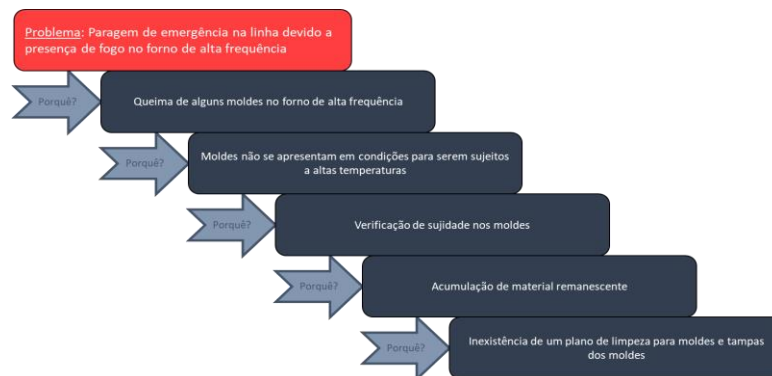 Problema: Paragem de emergência na linha devido a
presença de fogo no forno de alta frequência
Porquê?
Queima de alguns moldes no forno de alta frequência
Porquê?
Moldes não se apresentam em condições para serem sujeitos
a altas temperaturas
Porquê?
Verificação de sujidade nos moldes
Porquê?
Acumulação de material remanescente
Porquê?
Inexistência de um plano de limpeza para moldes e tampas
dos moldes